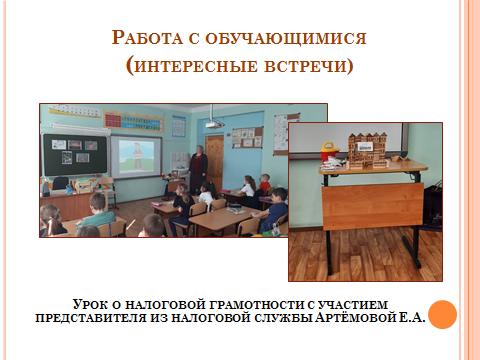 Работа с обучающимися
(интересные встречи)
Урок о налоговой грамотности с участием
представителя из налоговой службы Артёмовой Е.А.